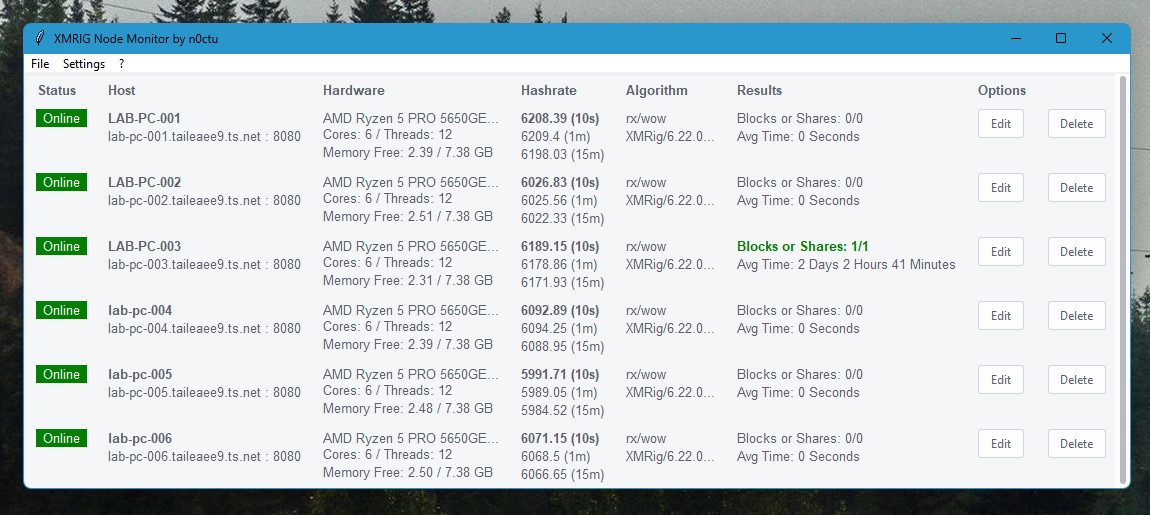 XMRIG Node Monitor by n0ctu
File Settings ?
Status Host Hardware Hashrate Algorithm Results Options
Online LAB-PC-001 AMD Ryzen 5 PRO 5650GE... 6208.39 (10s) rx/wow Blocks or Shares: 0/0 Edit Delete
lab-pc-001.taileaee9.ts.net : 8080 Cores: 6 / Threads: 12 6209.4 (1m) XMRig/6.22.0... Avg Time: 0 Seconds
Memory Free: 2.39 / 7.38 GB 6198.03 (15m)
Online LAB-PC-002 AMD Ryzen 5 PRO 5650GE... 6026.83 (10s) rx/wow Blocks or Shares: 0/0 Edit Delete
lab-pc-002.taileaee9.ts.net : 8080 Cores: 6 / Threads: 12 6025.56 (1m) XMRig/6.22.0... Avg Time: 0 Seconds
Memory Free: 2.51 / 7.38 GB 6022.33 (15m)
Online LAB-PC-003 AMD Ryzen 5 PRO 5650GE... 6189.15 (10s) rx/wow Blocks or Shares: 1/1 Edit Delete
lab-pc-003.taileaee9.ts.net : 8080 Cores: 6 / Threads: 12 6178.86 (1m) XMRig/6.22.0... Avg Time: 2 Days 2 Hours 41 Minutes
Memory Free: 2.31 / 7.38 GB 6171.93 (15m)
Online lab-pc-004 AMD Ryzen 5 PRO 5650GE... 6092.89 (10s) rx/wow Blocks or Shares: 0/0 Edit Delete
lab-pc-004.taileaee9.ts.net : 8080 Cores: 6 / Threads: 12 6094.25 (1m) XMRig/6.22.0... Avg Time: 0 Seconds
Memory Free: 2.39 / 7.38 GB 6088.95 (15m)
Online lab-pc-005 AMD Ryzen 5 PRO 5650GE... 5991.71 (10s) rx/wow Blocks or Shares: 0/0 Edit Delete
lab-pc-005.taileaee9.ts.net : 8080 Cores: 6 / Threads: 12 5989.05 (1m) XMRig/6.22.0... Avg Time: 0 Seconds
Memory Free: 2.48 / 7.38 GB 5984.52 (15m)
Online lab-pc-006 AMD Ryzen 5 PRO 5650GE... 6071.15 (10s) rx/wow Blocks or Shares: 0/0 Edit Delete
lab-pc-006.taileaee9.ts.net : 8080 Cores: 6 / Threads: 12 6068.5 (1m) XMRig/6.22.0... Avg Time: 0 Seconds
Memory Free: 2.50 / 7.38 GB 6066.65 (15m)